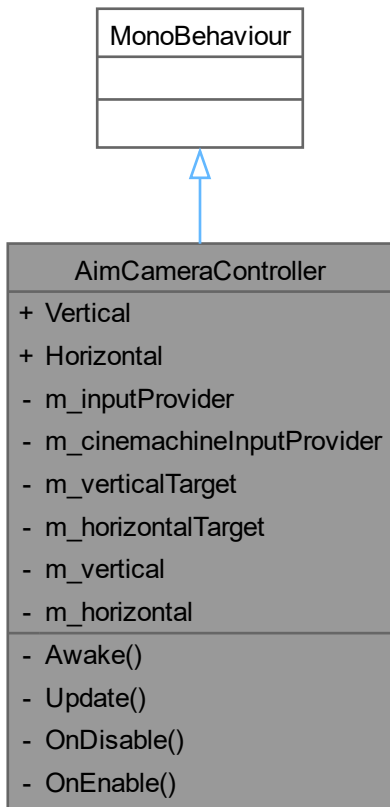 MonoBehaviour
AimCameraController
+ Vertical
+ Horizontal
- m_inputProvider
- m_cinemachineInputProvider
- m_verticalTarget
- m_horizontalTarget
- m_vertical
- m_horizontal
- Awake()
- Update()
- OnDisable()
- OnEnable()